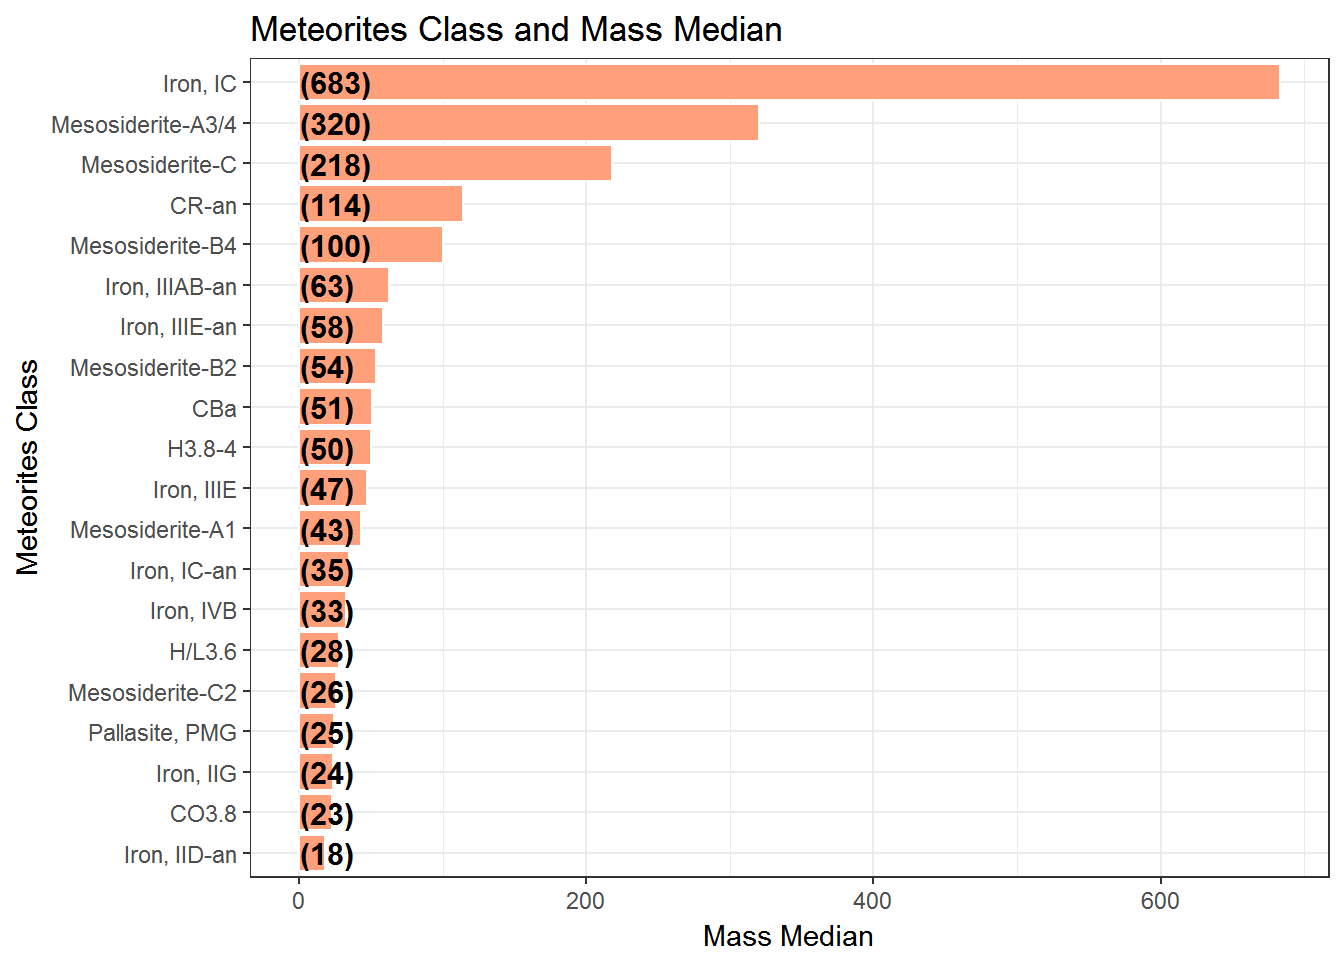 Meteorites Class and Mass Median
Iron, IC (683)
Mesosiderite-A3/4 (320)
Mesosiderite-C (218)
CR-an (114)
Mesosiderite-B4 (100)
Iron, IIIAB-an (63)
Iron, IIIE-an (58)
Mesosiderite-B2 (54)
CBa (51)
H3.8-4 (50)
Iron, IIIE (47)
Mesosiderite-A1 (43)
Iron, IC-an (35)
Iron, IVB (33)
H/L3.6 (28)
Mesosiderite-C2 (26)
Pallasite, PMG (25)
Iron, IIG (24)
CO3.8 (23)
Iron, IID-an (18)
Meteorites Class
0 200 400 600
Mass Median